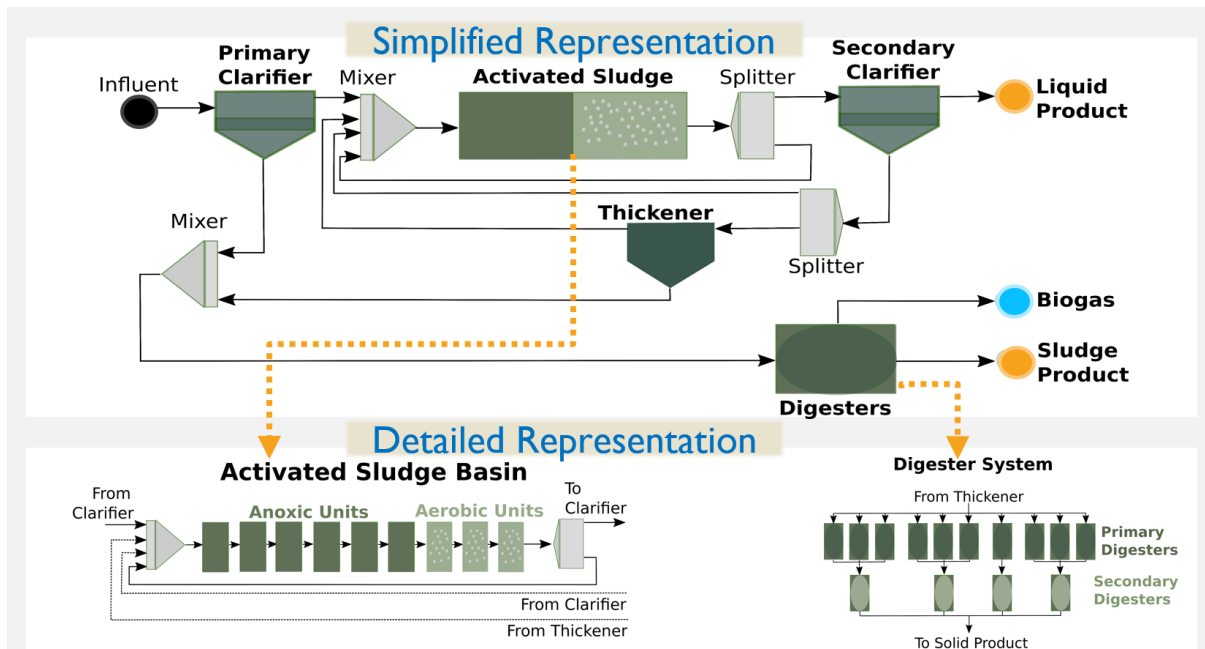 Simplified Representation
Primary
Clarifier
Influent
Mixer
Activated Sludge
Splitter
Secondary
Clarifier
Liquid
Product
Mixer
Thickener
Splitter
Biogas
Sludge
Product
Digesters
Detailed Representation
Activated Sludge Basin
From
Clarifier
Anoxic Units
Aerobic Units
To
Clarifier
From Clarifier
From Thickener
Digester System
From Thickener
Primary
Digesters
Secondary
Digesters
To Solid Product